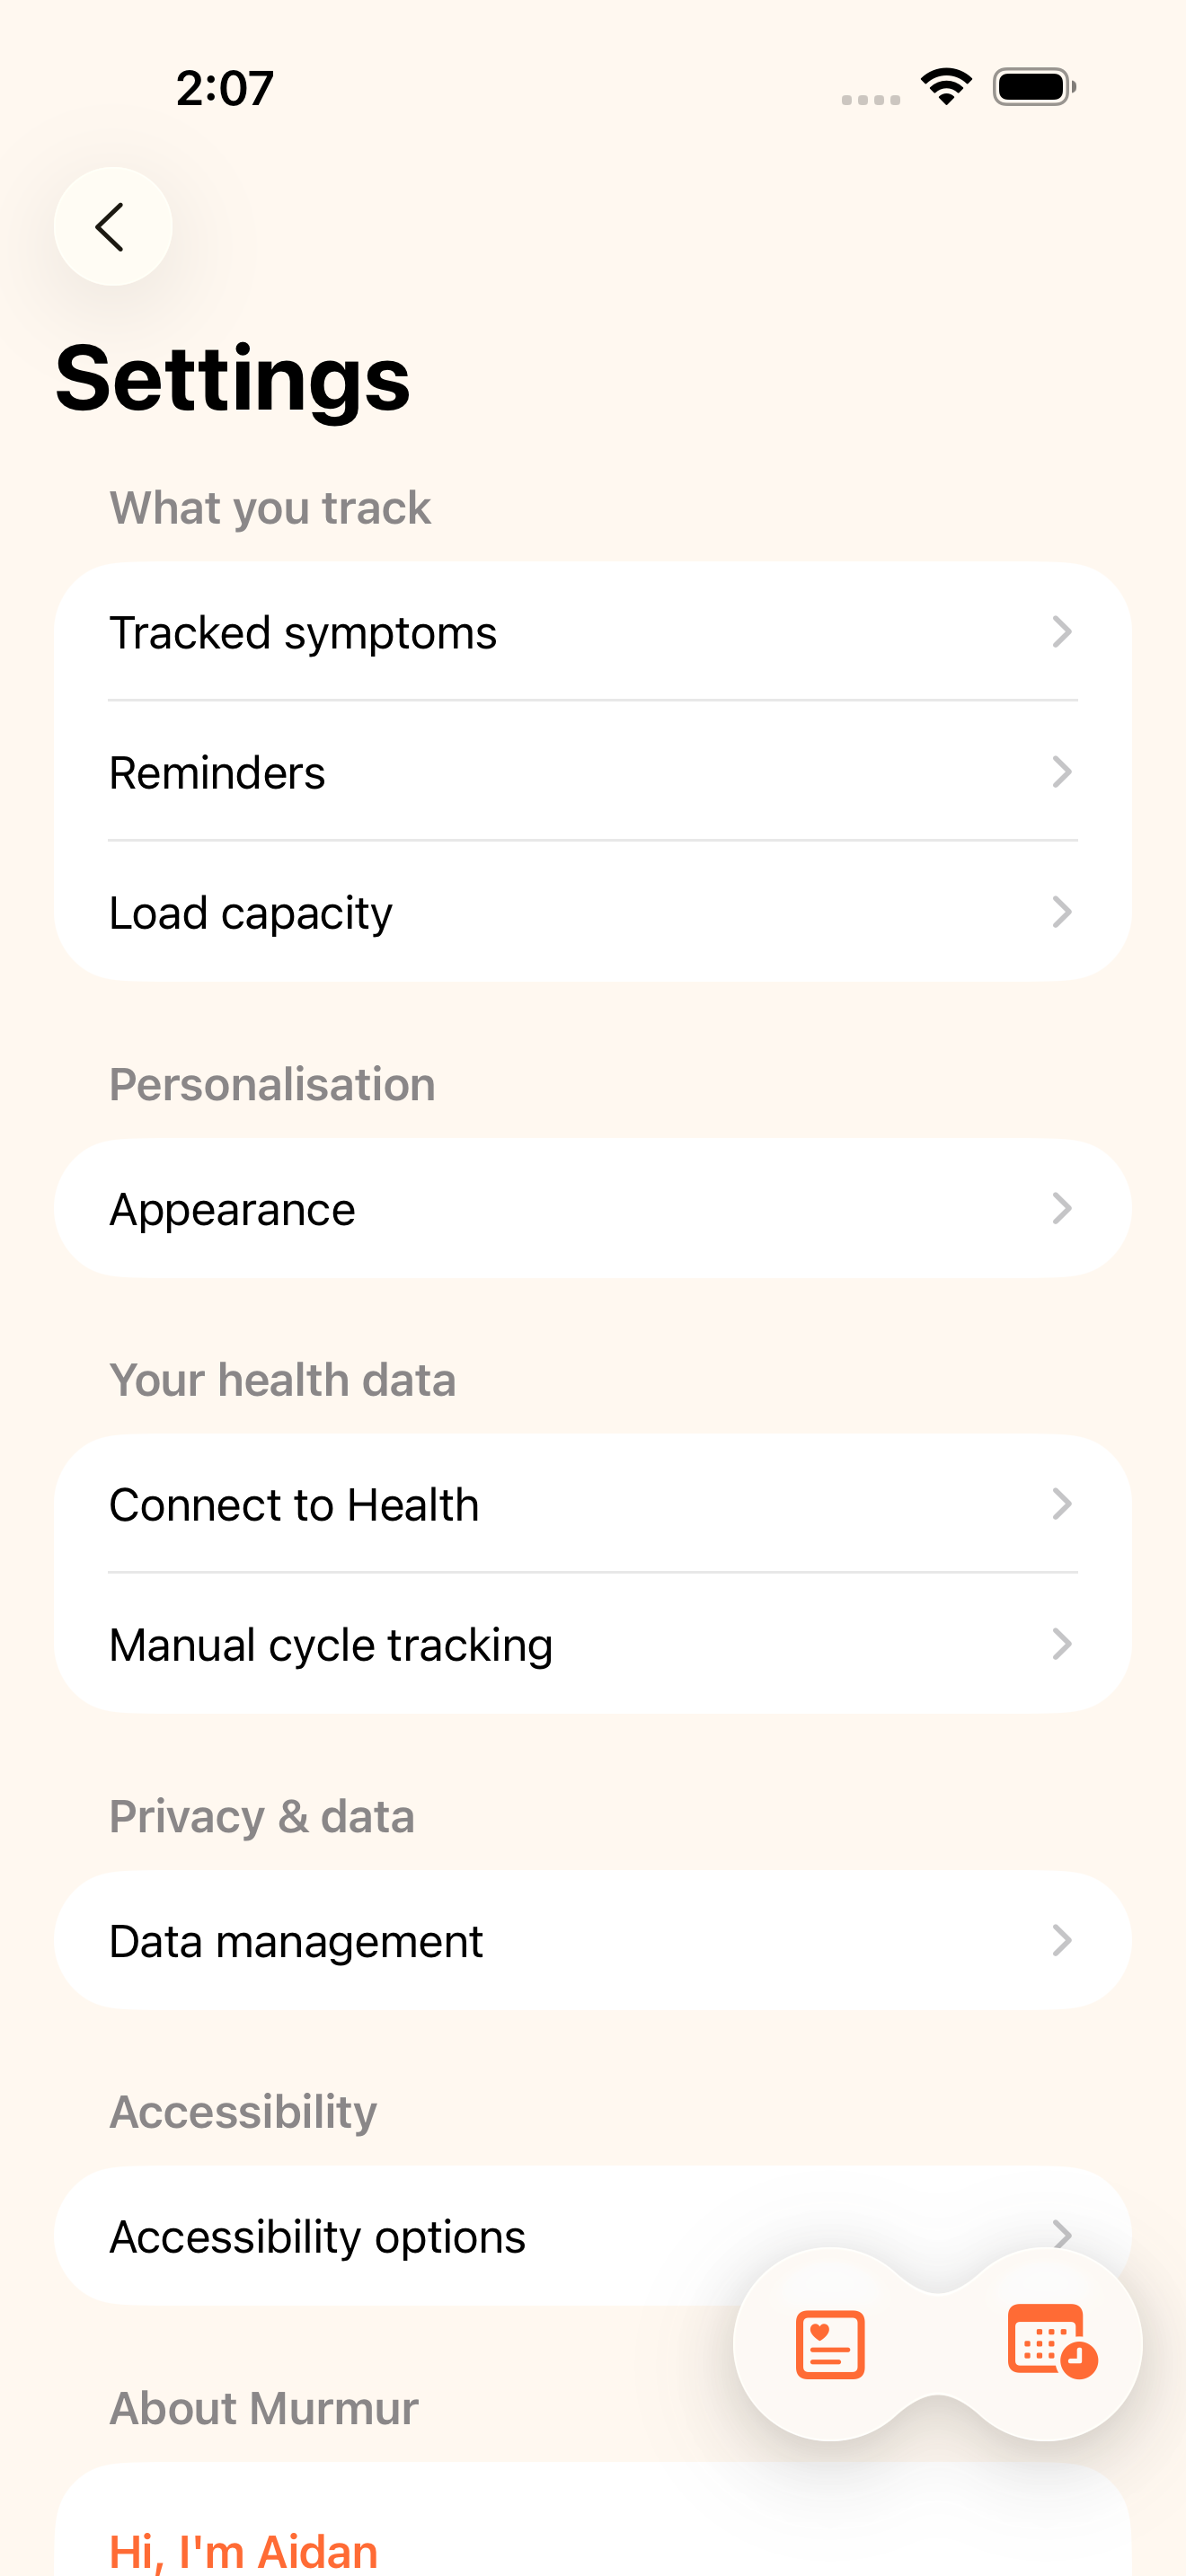 2:07
Settings
What you track
Tracked symptoms
Reminders
Load capacity
Personalisation
Appearance
Your health data
Connect to Health
Manual cycle tracking
Privacy & data
Data management
Accessibility
Accessibility options
About Murmur
Hi, I'm Aidan